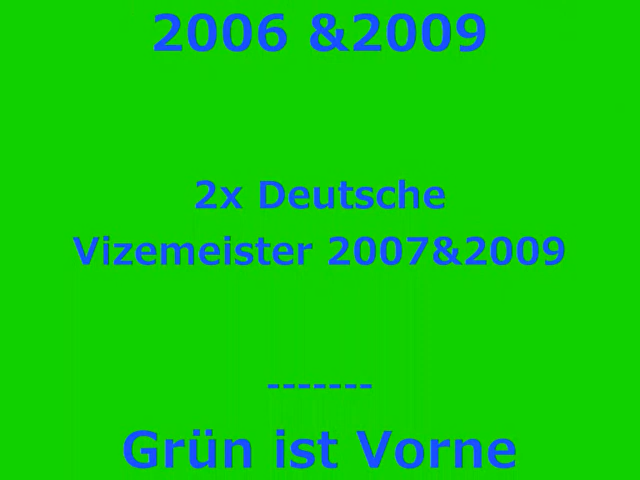 2006 &2009
2x Deutsche
Vizemeister 2007&2009
-------
Grün ist Vorne